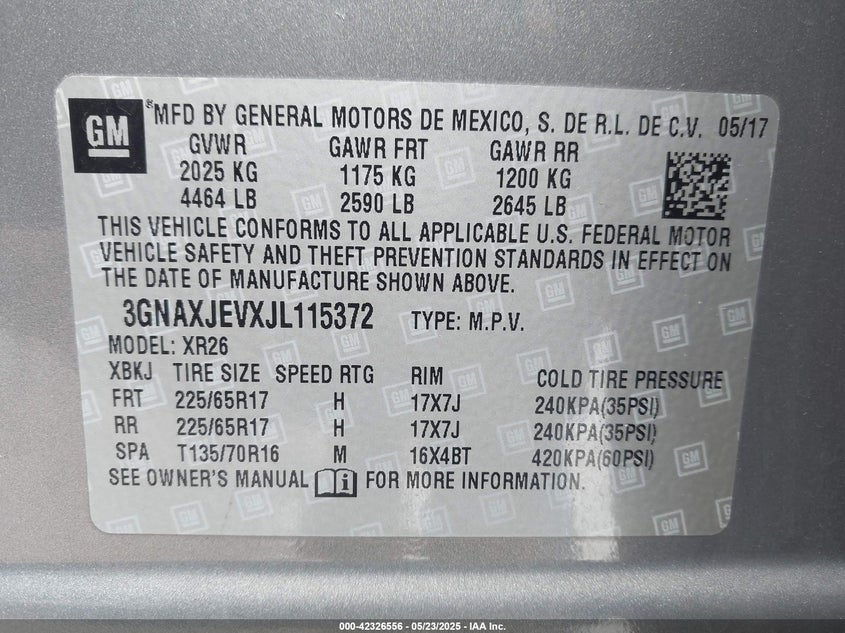 GM
®MFD BY GENERAL MOTORS DE MEXICO, S. DE R.L. DE C.V. 05/17
GVWR GAWR FRT GAWR RR
2025 KG 1175 KG 1200 KG
4464 LB 2590 LB 2645 LB
THIS VEHICLE CONFORMS TO ALL APPLICABLE U.S. FEDERAL MOTOR
VEHICLE SAFETY AND THEFT PREVENTION STANDARDS IN EFFECT ON
THE DATE OF MANUFACTURE SHOWN ABOVE.
3GNAXJEVXJL115372 TYPE: M.P.V.
MODEL: XR26
XBKJ TIRE SIZE SPEED RTG RIM COLD TIRE PRESSURE
FRT 225/65R17 H 17X7J 240KPA(35PSI)
RR 225/65R17 H 17X7J 240KPA(35PSI)
SPA T135/70R16 M 16X4BT 420KPA(60PSI)
SEE OWNER'S MANUAL i FOR MORE INFORMATION.
000-42326556 — 05/23/2025 — IAA Inc.